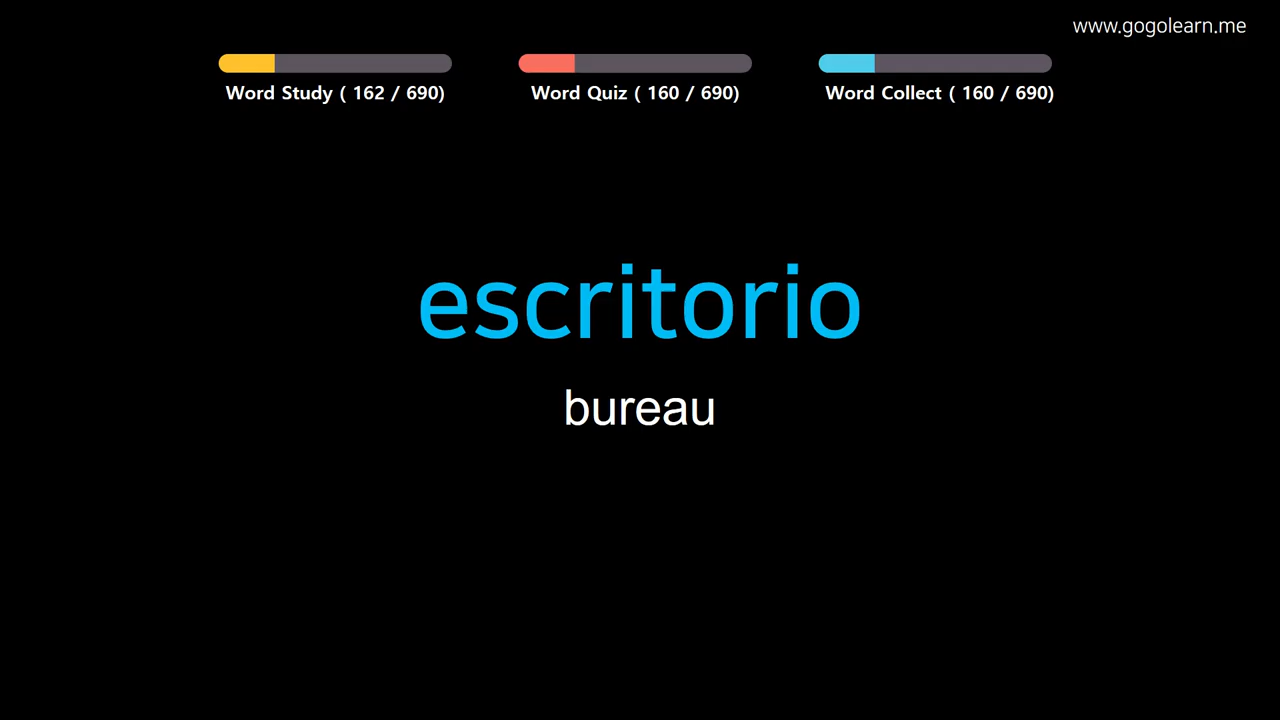 www.gogolearn.me
Word Study ( 162 / 690)
Word Quiz ( 160 / 690)
Word Collect ( 160 / 690)
escritorio
bureau